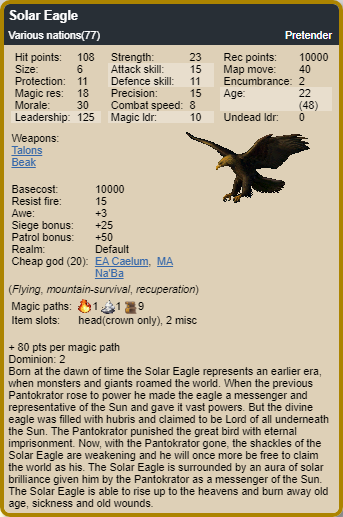 Solar Eagle
Various nations(77) Pretender
Hit points: 108 Strength: 23 Rec points: 10000
Size: 6 Attack skill: 15 Map move: 40
Protection: 11 Defence skill: 11 Encumbrance: 2
Magic res: 18 Precision: 15 Age: 22
Morale: 30 Combat speed: 8 (48)
Leadership: 125 Magic ldr: 10 Undead ldr: 0
Weapons:
Talons
Beak
Basecost: 10000
Resist fire: 15
Awe: +3
Siege bonus: +25
Patrol bonus: +50
Realm: Default
Cheap god (20): EA Caelum, MA
Na'Ba
(Flying, mountain-survival, recuperation)
Magic paths: 1 1 9
Item slots: head(crown only), 2 misc
+ 80 pts per magic path
Dominion: 2
Born at the dawn of time the Solar Eagle represents an earlier era,
when monsters and giants roamed the world. When the previous
Pantokrator rose to power he made the eagle a messenger and
representative of the Sun and gave it vast powers. But the divine
eagle was filled with hubris and claimed to be Lord of all underneath
the Sun. The Pantokrator punished the great bird with eternal
imprisonment. Now, with the Pantokrator gone, the shackles of the
Solar Eagle are weakening and he will once more be free to claim
the world as his. The Solar Eagle is surrounded by an aura of solar
brilliance given him by the Pantokrator as a messenger of the Sun.
The Solar Eagle is able to rise up to the heavens and burn away old
age, sickness and old wounds.